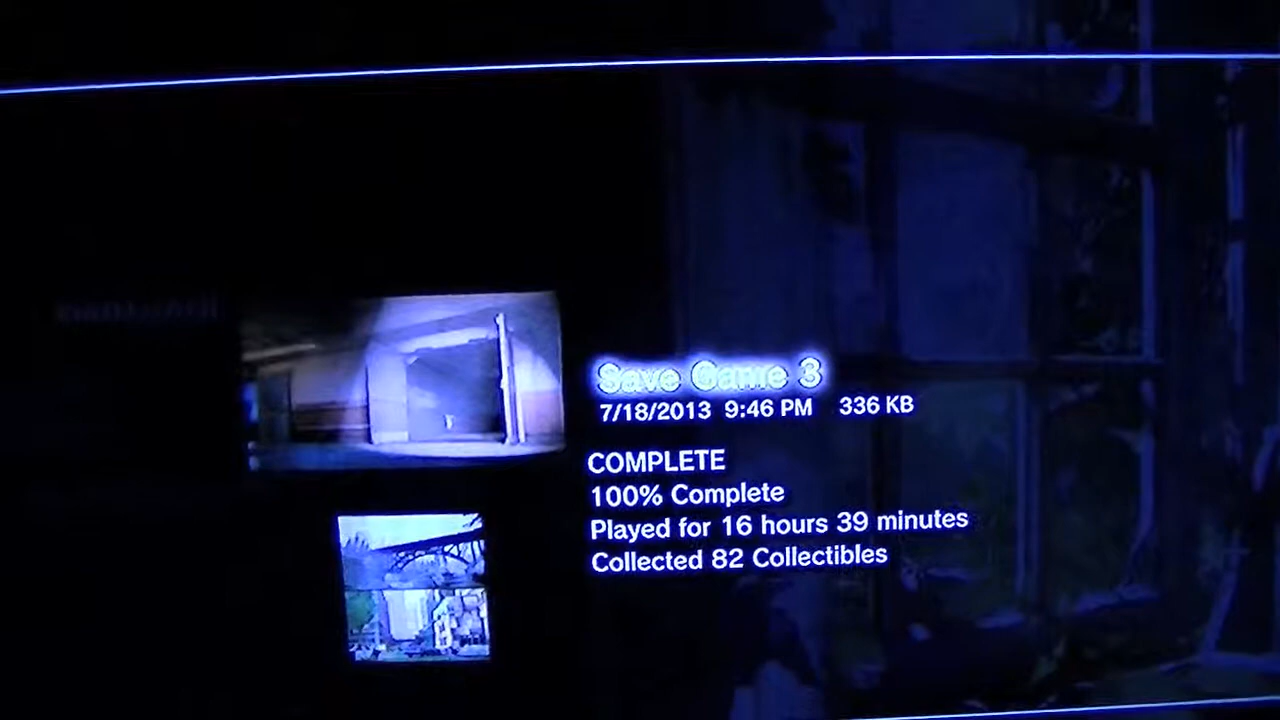 Save Game 3
7/18/2013 9:46 PM 336 KB
COMPLETE
100% Complete
Played for 16 hours 39 minutes
Collected 82 Collectibles